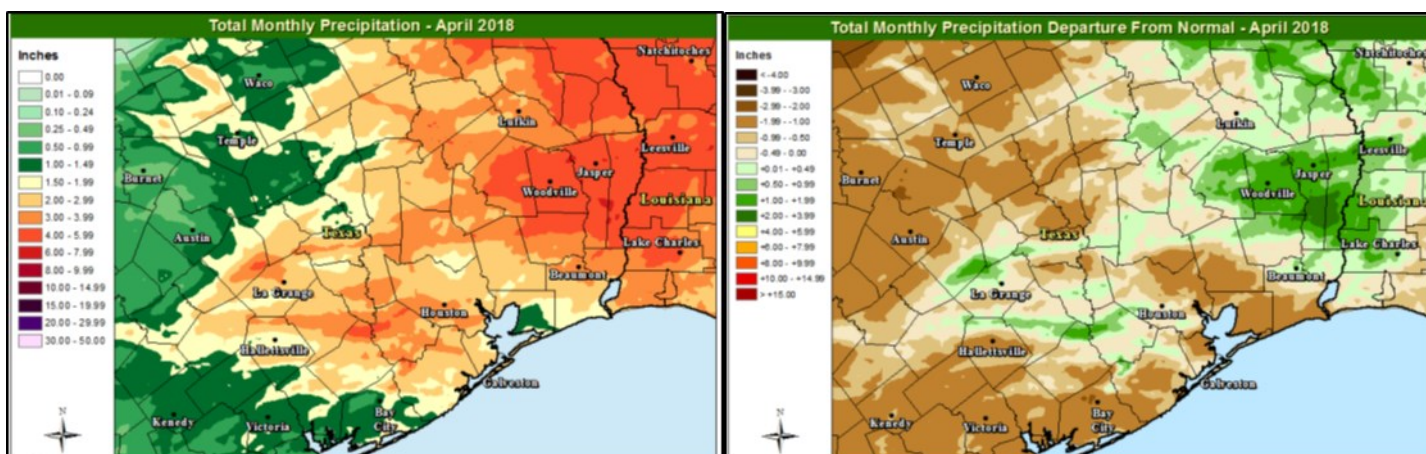 Total Monthly Precipitation - April 2018
Inches
0.00
0.01 - 0.09
0.10 - 0.24
0.25 - 0.49
0.50 - 0.99
1.00 - 1.49
1.50 - 1.99
2.00 - 2.99
3.00 - 3.99
4.00 - 5.99
6.00 - 7.99
8.00 - 9.99
10.00 - 14.99
15.00 - 19.99
20.00 - 29.99
30.00 - 50.00
N
Natchitoches
Waco
Lufkin
Temple
Leesville
Burnet
Jasper
Woodville
Louisiana
Austin
Texas
Lake Charles
Beaumont
La Grange
Houston
Hallettsville
Galveston
Kenedy
Victoria
Bay
City
Total Monthly Precipitation Departure From Normal - April 2018
Inches
< -4.00
-3.99 - -3.00
-2.99 - -2.00
-1.99 - -1.00
-0.99 - -0.50
-0.49 - 0.00
+0.01 - +0.49
+0.50 - +0.99
+1.00 - +1.99
+2.00 - +3.99
+4.00 - +5.99
+6.00 - +7.99
+8.00 - +9.99
+10.00 - +14.99
> +15.00
N
Natchitoches
Waco
Lufkin
Temple
Leesville
Burnet
Jasper
Woodville
Louisiana
Austin
Texas
Lake Charles
Beaumont
La Grange
Houston
Hallettsville
Galveston
Kenedy
Victoria
Bay
City